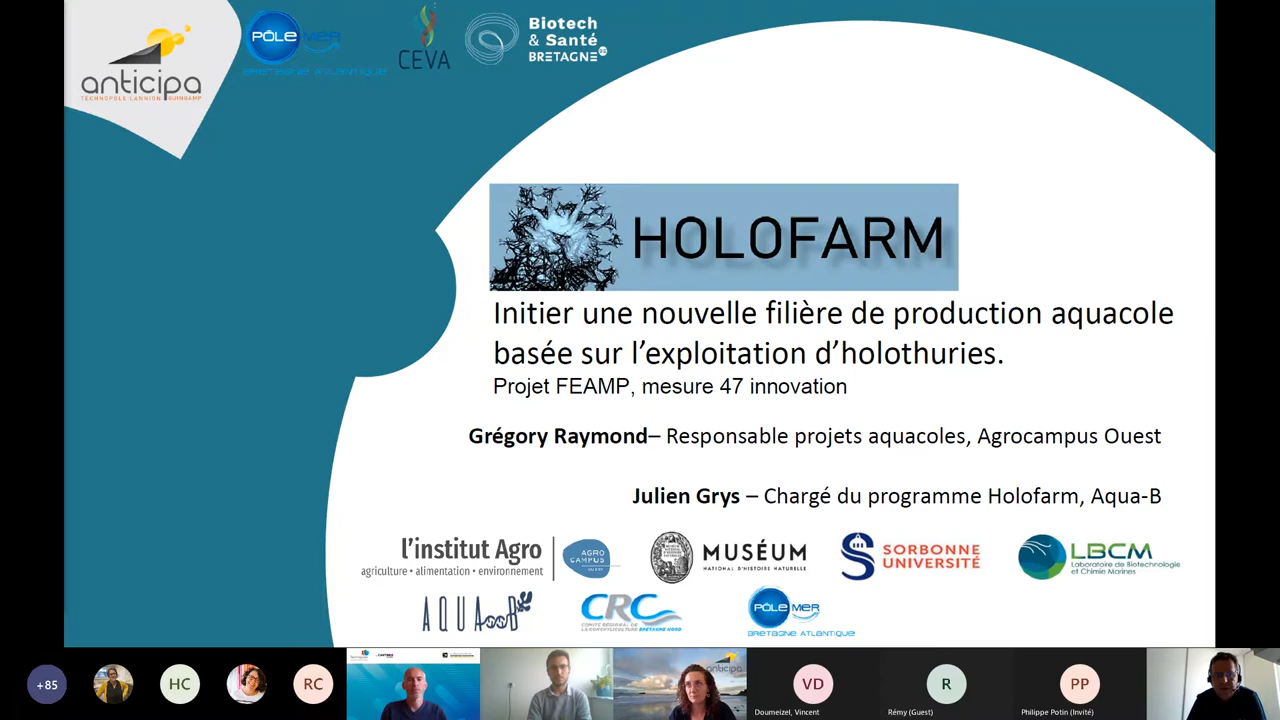 anticipa
TECHNOPOLE LANNION GUINGAMP
PÔLE MER
BRETAGNE ATLANTIQUE
CEVA
Biotech
& Santé
BRETAGNE
HOLOFARM
Initier une nouvelle filière de production aquacole
basée sur l’exploitation d’holothuries.
Projet FEAMP, mesure 47 innovation
Grégory Raymond– Responsable projets aquacoles, Agrocampus Ouest
Julien Grys – Chargé du programme Holofarm, Aqua-B
l’institut Agro
agriculture • alimentation • environnement
AGRO
CAMPUS
MUSÉUM
NATIONAL D'HISTOIRE NATURELLE
SORBONNE
UNIVERSITÉ
LBCM
Laboratoire de Biotechnologie
et Chimie Marines
AQUA B
CRC
COMITÉ RÉGIONAL
DE LA CONCHYLICULTURE BRETAGNE NORD
PÔLE MER
BRETAGNE ATLANTIQUE
+85
HC
RC
anticipa
VD
Doumeizel, Vincent
R
Rémy (Guest)
PP
Philippe Potin (Invité)